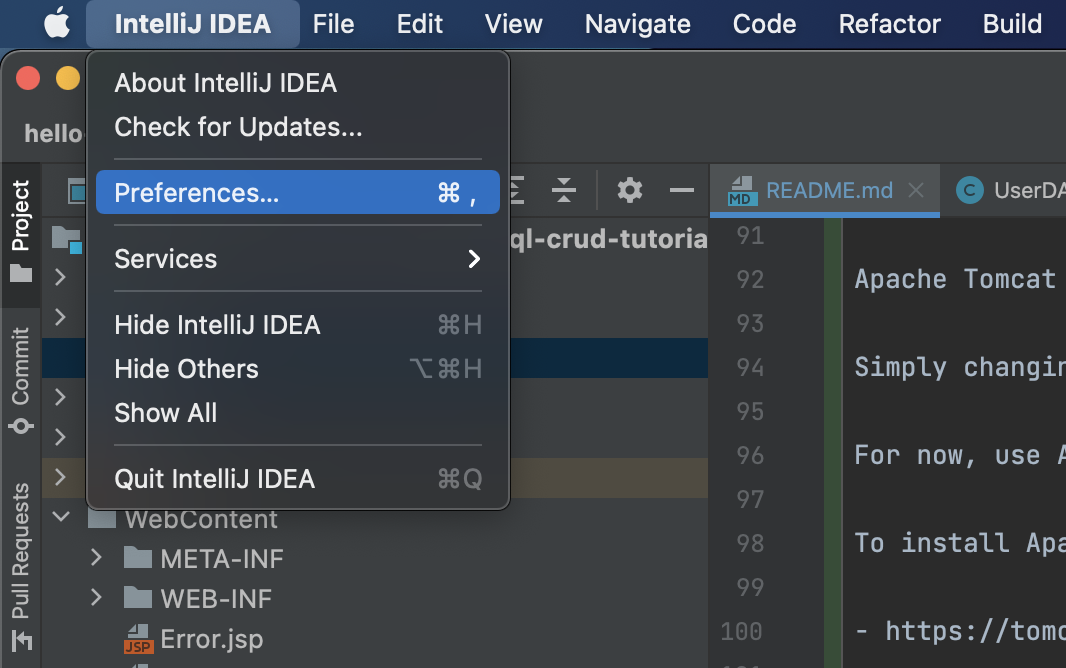 IntelliJ IDEA File Edit View Navigate Code Refactor Build
About IntelliJ IDEA
Check for Updates...
Preferences... ⌘ ,
Services
Hide IntelliJ IDEA ⌘H
Hide Others ⌥⌘H
Show All
Quit IntelliJ IDEA ⌘Q
hello
Project
Commit
Pull Requests
ql-crud-tutoria
WebContent
META-INF
WEB-INF
JSP Error.jsp
MD README.md
C UserDA
91
92 Apache Tomcat
93
94 Simply changin
95
96 For now, use A
97
98 To install Apa
99
100 - https://tomc